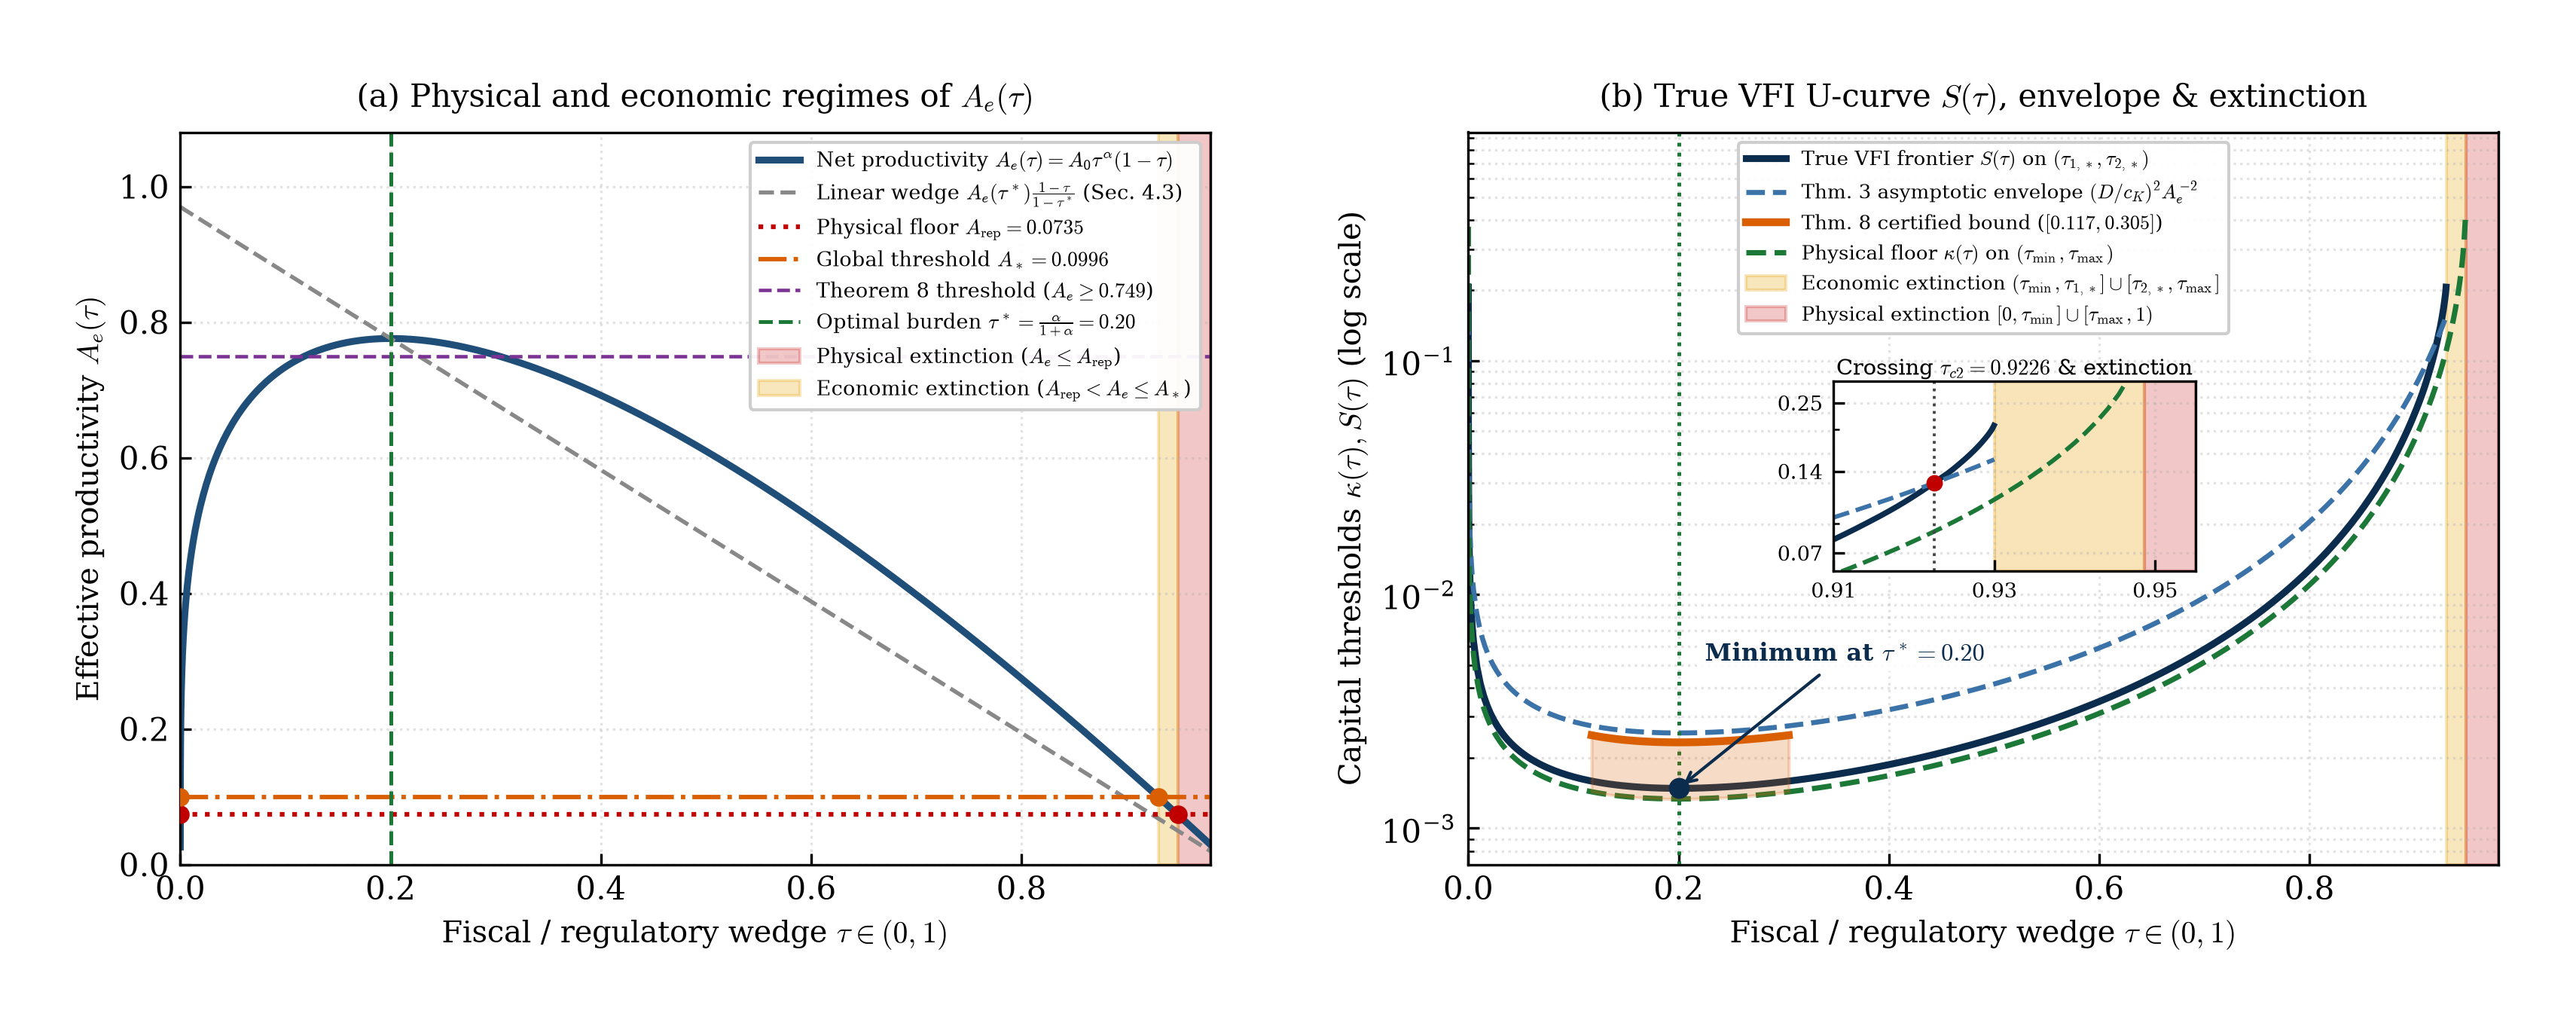 (a) Physical and economic regimes of $A_e(\tau)$
Effective productivity $A_e(\tau)$
1.0
0.8
0.6
0.4
0.2
0.0
0.0 0.2 0.4 0.6 0.8
Fiscal / regulatory wedge $\tau \in (0, 1)$
Net productivity $A_e(\tau) = A_0 \tau^{\alpha}(1 - \tau)$
Linear wedge $A_e(\tau^*) \frac{1-\tau}{1-\tau^*}$ (Sec. 4.3)
Physical floor $A_{\mathrm{rep}} = 0.0735$
Global threshold $A_* = 0.0996$
Theorem 8 threshold ($A_e \geq 0.749$)
Optimal burden $\tau^* = \frac{\alpha}{1+\alpha} = 0.20$
Physical extinction ($A_e \leq A_{\mathrm{rep}}$)
Economic extinction ($A_{\mathrm{rep}} < A_e \leq A_*$)
(b) True VFI U-curve $S(\tau)$, envelope & extinction
Capital thresholds $\kappa(\tau), S(\tau)$ (log scale)
$10^{-1}$
$10^{-2}$
$10^{-3}$
0.0 0.2 0.4 0.6 0.8
Fiscal / regulatory wedge $\tau \in (0, 1)$
True VFI frontier $S(\tau)$ on $(\tau_{1,*}, \tau_{2,*})$
Thm. 3 asymptotic envelope $(D/c_K)^2 A_e^{-2}$
Thm. 8 certified bound ($[0.117, 0.305]$)
Physical floor $\kappa(\tau)$ on $(\tau_{\min}, \tau_{\max})$
Economic extinction $(\tau_{\min}, \tau_{1,*}] \cup [\tau_{2,*}, \tau_{\max}]$
Physical extinction $[0, \tau_{\min}] \cup [\tau_{\max}, 1)$
Crossing $\tau_{c2} = 0.9226$ & extinction
0.25
0.14
0.07
0.91 0.93 0.95
Minimum at $\tau^* = 0.20$